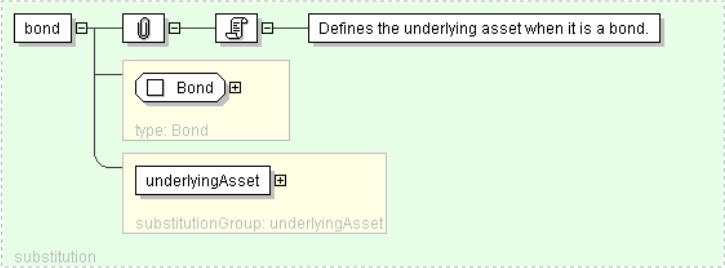 bond
Defines the underlying asset when it is a bond.
Bond
type: Bond
underlyingAsset
substitutionGroup: underlyingAsset
substitution